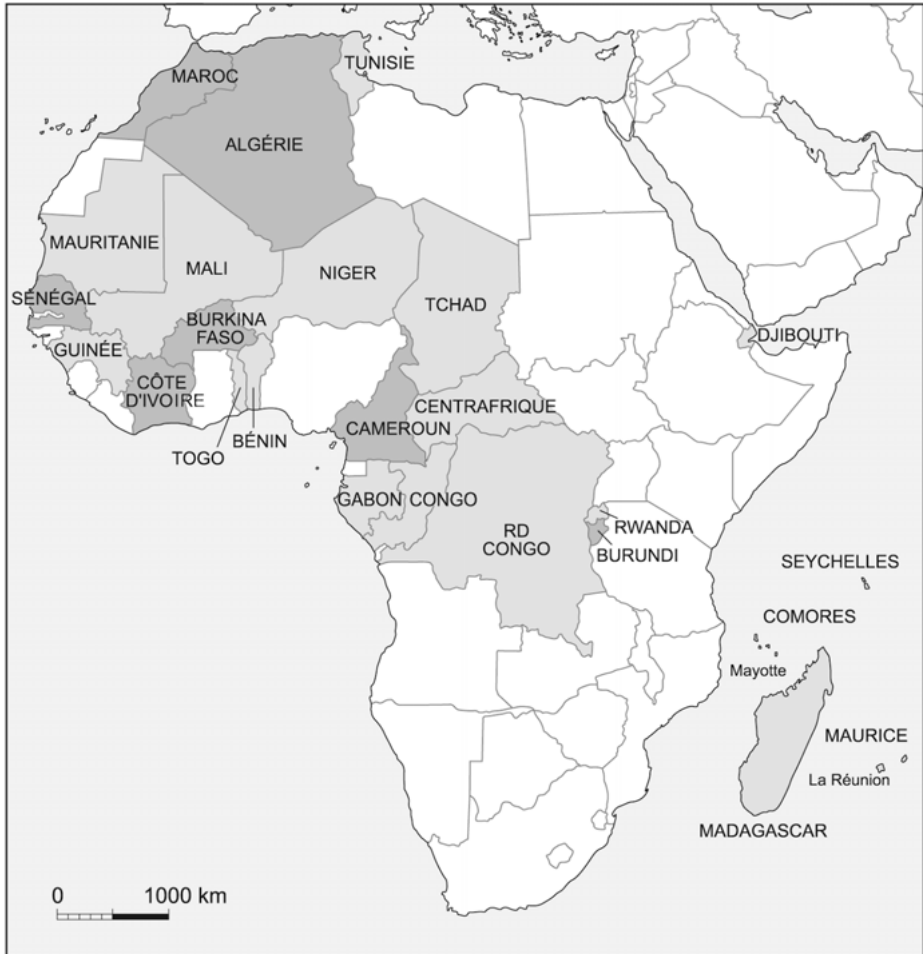 TUNISIE
MAROC
ALGÉRIE
MAURITANIE
MALI
NIGER
TCHAD
SÉNÉGAL
BURKINA
FASO
DJIBOUTI
GUINÉE
CÔTE
D'IVOIRE
CENTRAFRIQUE
CAMEROUN
BÉNIN
TOGO
GABON
CONGO
RD
CONGO
RWANDA
BURUNDI
SEYCHELLES
COMORES
Mayotte
MAURICE
La Réunion
MADAGASCAR
0 1000 km